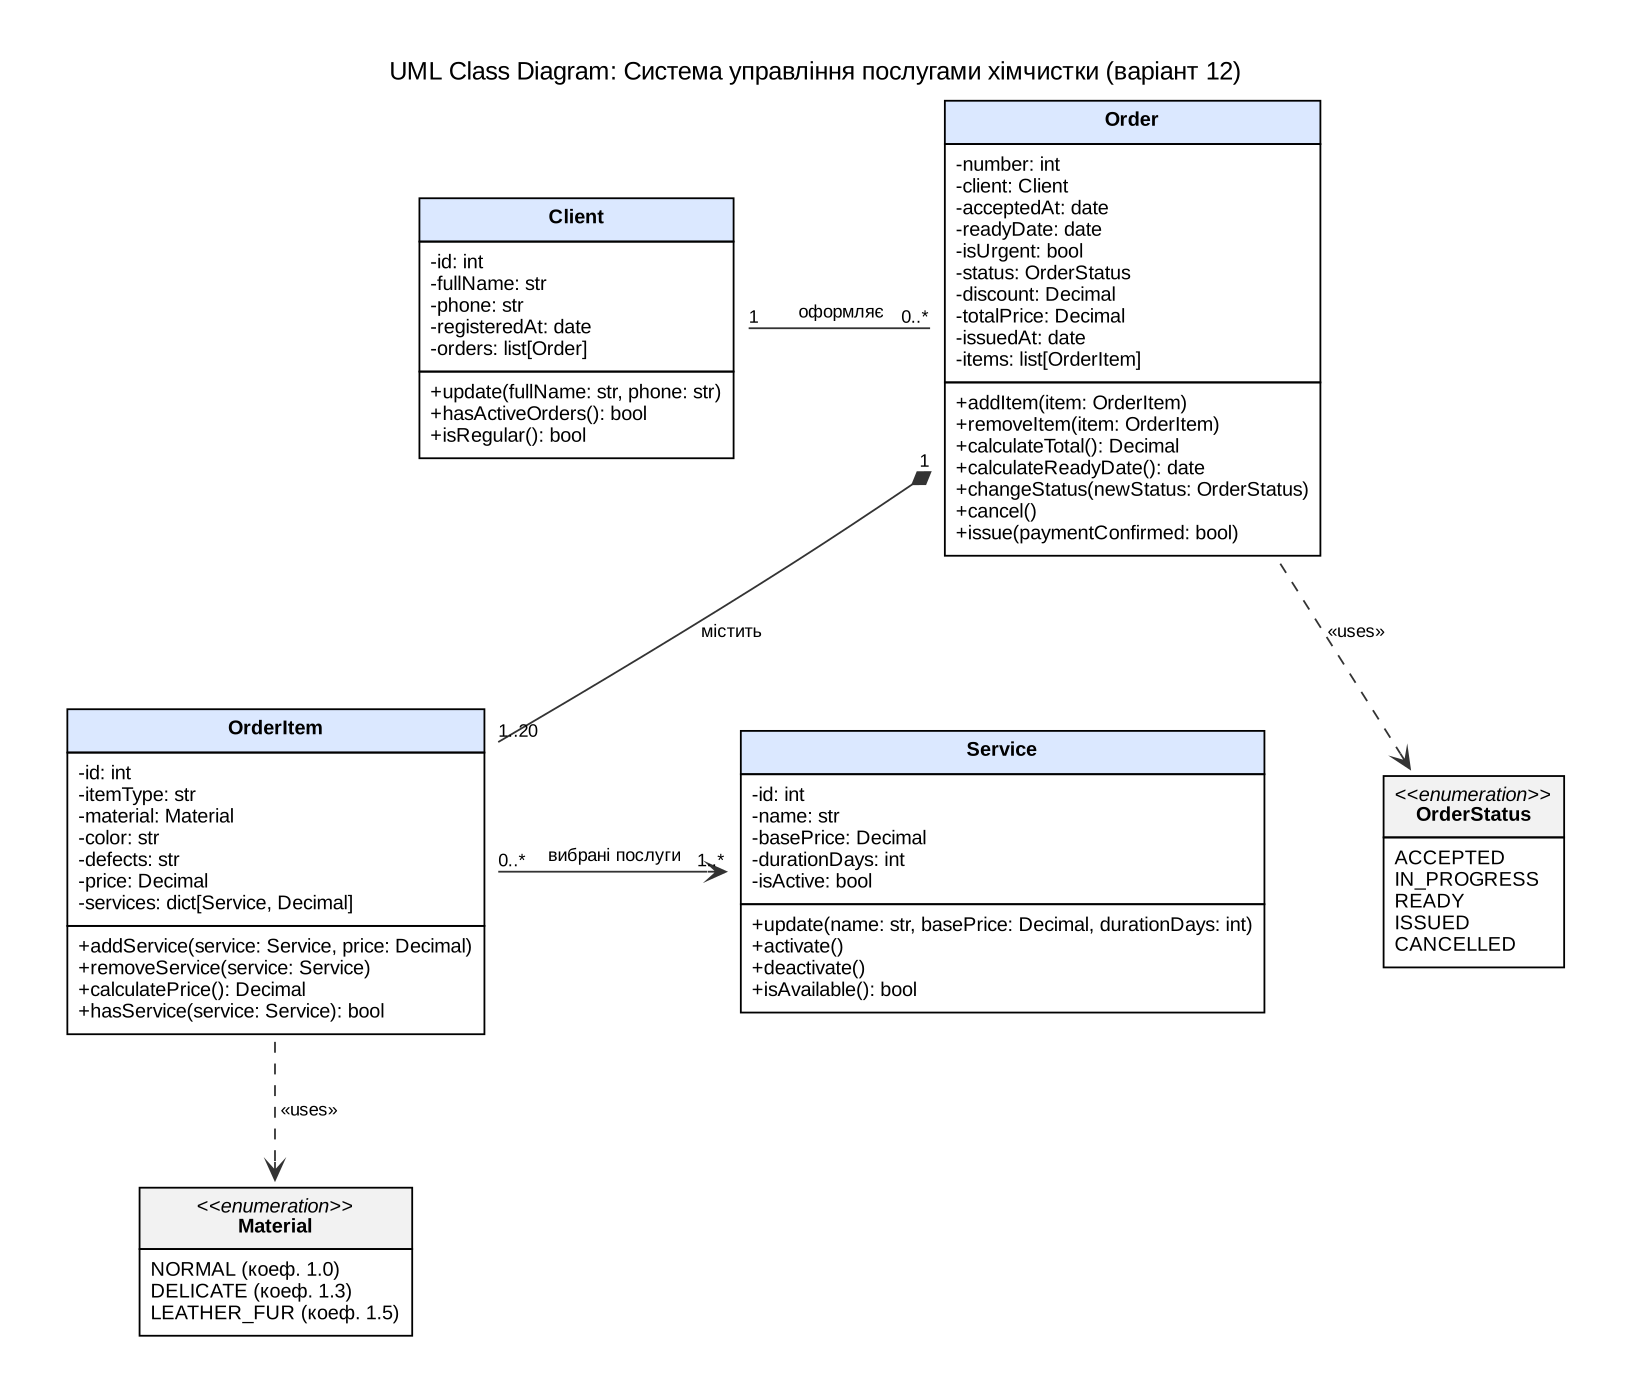 UML Class Diagram: Система управління послугами хімчистки (варіант 12)
Order
-number: int
-client: Client
-acceptedAt: date
-readyDate: date
-isUrgent: bool
-status: OrderStatus
-discount: Decimal
-totalPrice: Decimal
-issuedAt: date
-items: list[OrderItem]
+addItem(item: OrderItem)
+removeItem(item: OrderItem)
+calculateTotal(): Decimal
+calculateReadyDate(): date
+changeStatus(newStatus: OrderStatus)
+cancel()
+issue(paymentConfirmed: bool)
Client
-id: int
-fullName: str
-phone: str
-registeredAt: date
-orders: list[Order]
+update(fullName: str, phone: str)
+hasActiveOrders(): bool
+isRegular(): bool
1 оформляє 0..*
1
містить
1..20
«uses»
OrderItem
-id: int
-itemType: str
-material: Material
-color: str
-defects: str
-price: Decimal
-services: dict[Service, Decimal]
+addService(service: Service, price: Decimal)
+removeService(service: Service)
+calculatePrice(): Decimal
+hasService(service: Service): bool
0..* вибрані послуги 1..*
Service
-id: int
-name: str
-basePrice: Decimal
-durationDays: int
-isActive: bool
+update(name: str, basePrice: Decimal, durationDays: int)
+activate()
+deactivate()
+isAvailable(): bool
<<enumeration>>
OrderStatus
ACCEPTED
IN_PROGRESS
READY
ISSUED
CANCELLED
«uses»
<<enumeration>>
Material
NORMAL (коеф. 1.0)
DELICATE (коеф. 1.3)
LEATHER_FUR (коеф. 1.5)